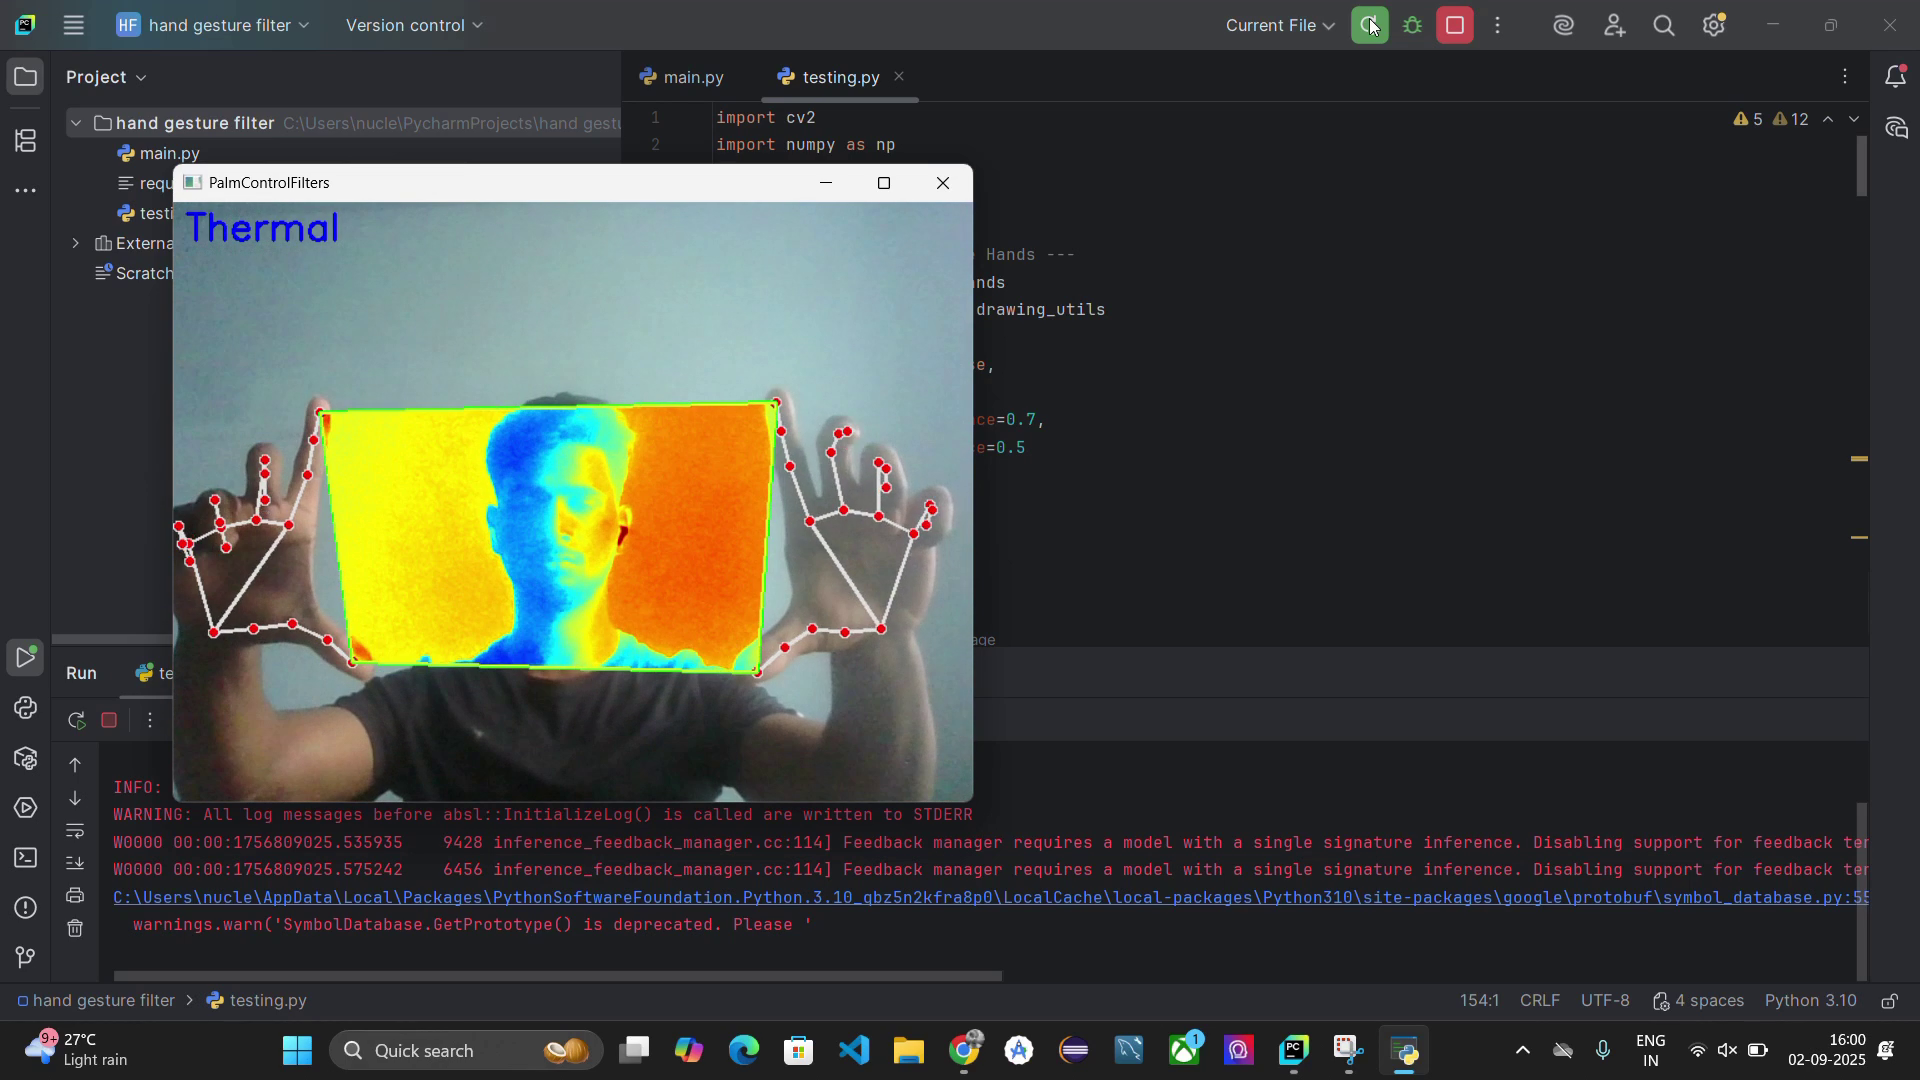 HF hand gesture filter Version control Current File
Project main.py testing.py
hand gesture filter C:\Users\nucle\PycharmProjects\hand gestu
1 import cv2 5 12
main.py 2 import numpy as np
requ
PalmControlFilters
testi
Thermal
Externa
Hands ---
Scratch
nds
drawing_utils
e,
ce=0.7,
e=0.5
age
Run te
INFO:
WARNING: All log messages before absl::InitializeLog() is called are written to STDERR
W0000 00:00:1756809025.535935 9428 inference_feedback_manager.cc:114] Feedback manager requires a model with a single signature inference. Disabling support for feedback ten
W0000 00:00:1756809025.575242 6456 inference_feedback_manager.cc:114] Feedback manager requires a model with a single signature inference. Disabling support for feedback ten
C:\Users\nucle\AppData\Local\Packages\PythonSoftwareFoundation.Python.3.10_qbz5n2kfra8p0\LocalCache\local-packages\Python310\site-packages\google\protobuf\symbol_database.py:55
warnings.warn('SymbolDatabase.GetPrototype() is deprecated. Please '
hand gesture filter > testing.py 154:1 CRLF UTF-8 4 spaces Python 3.10
9+ 27°C Quick search 1 ENG 16:00
Light rain IN 02-09-2025